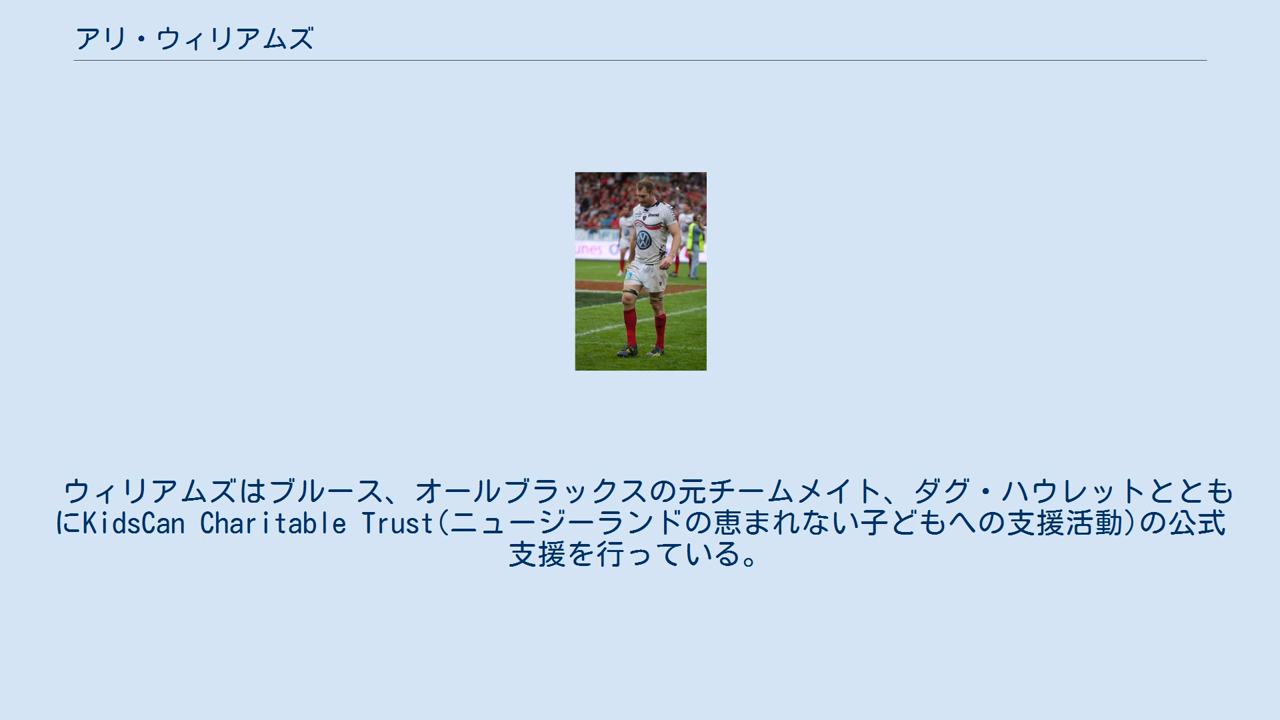 アリ・ウィリアムズ
ウィリアムズはブルース、オールブラックスの元チームメイト、ダグ・ハウレットととも
にKidsCan Charitable Trust(ニュージーランドの恵まれない子どもへの支援活動)の公式
支援を行っている。